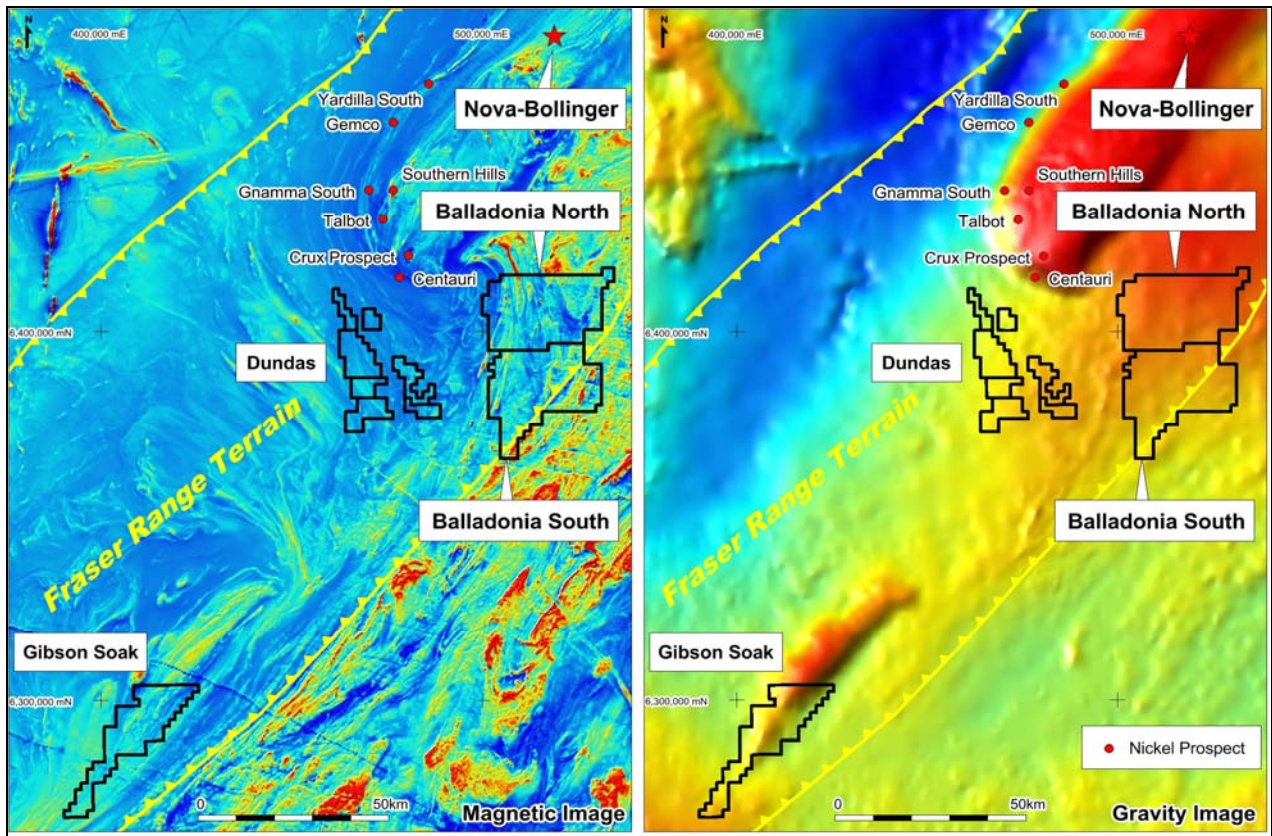 N
400,000 mE
500,000 mE
Yardilla South
Nova-Bollinger
Gemco
Southern Hills
Gnamma South
Balladonia North
Talbot
Crux Prospect
Centauri
6,400,000 mN
Dundas
Fraser Range Terrain
Balladonia South
Gibson Soak
6,300,000 mN
0
50km
Magnetic Image
N
400,000 mE
500,000 mE
Yardilla South
Nova-Bollinger
Gemco
Southern Hills
Gnamma South
Balladonia North
Talbot
Crux Prospect
Centauri
6,400,000 mN
Dundas
Fraser Range Terrain
Balladonia South
Gibson Soak
6,300,000 mN
Nickel Prospect
0
50km
Gravity Image